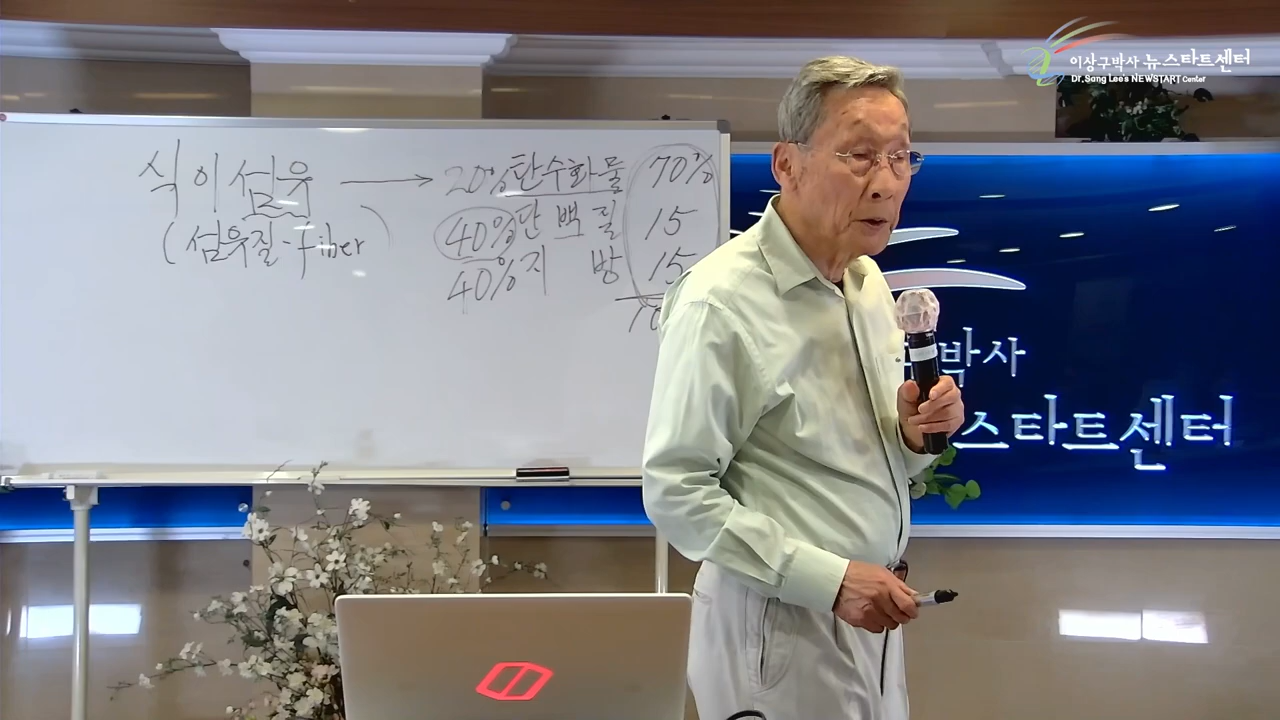 이상구박사 뉴스타트센터
Dr. Sang Lee's NEWSTART Center
식이섬유 → 20% 탄수화물 70%
(섬유질-fiber) 40% 단백질 15
40% 지방 15
박사
스타트센터